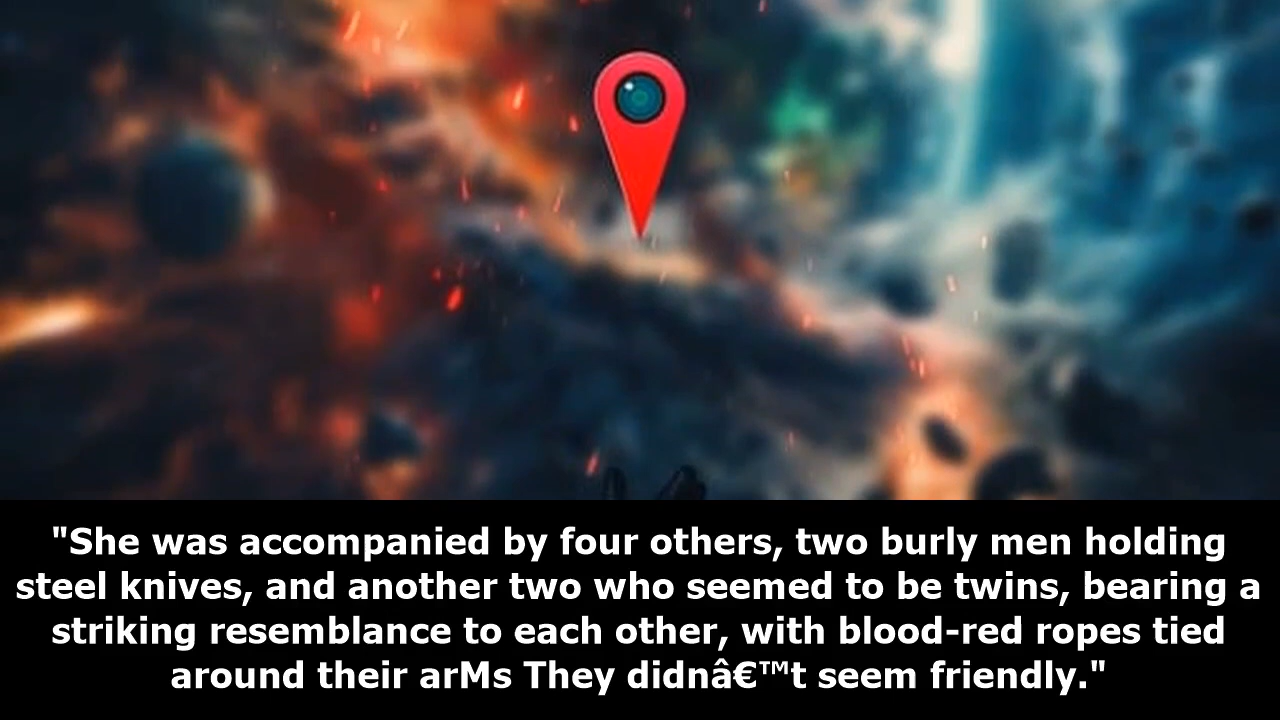 "She was accompanied by four others, two burly men holding
steel knives, and another two who seemed to be twins, bearing a
striking resemblance to each other, with blood-red ropes tied
around their arMs They didnâ€™t seem friendly."